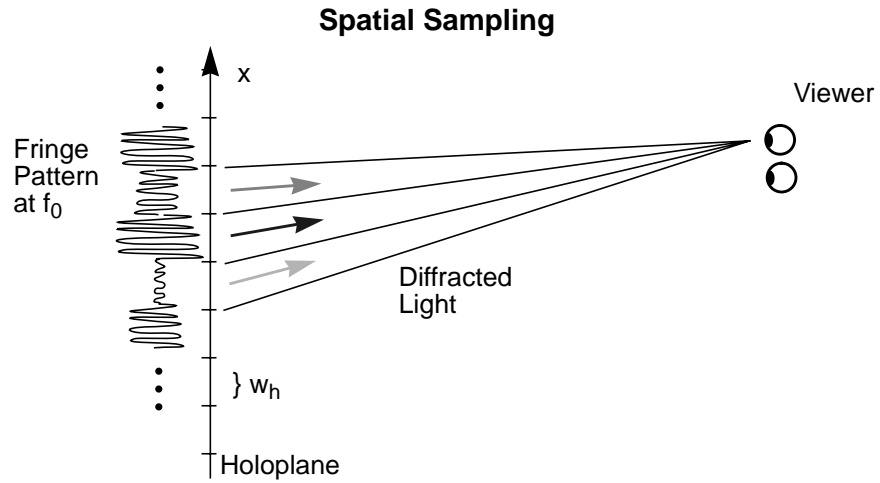 Spatial Sampling
x
Viewer
Fringe
Pattern
at f₀
Diffracted
Light
} wₕ
Holoplane